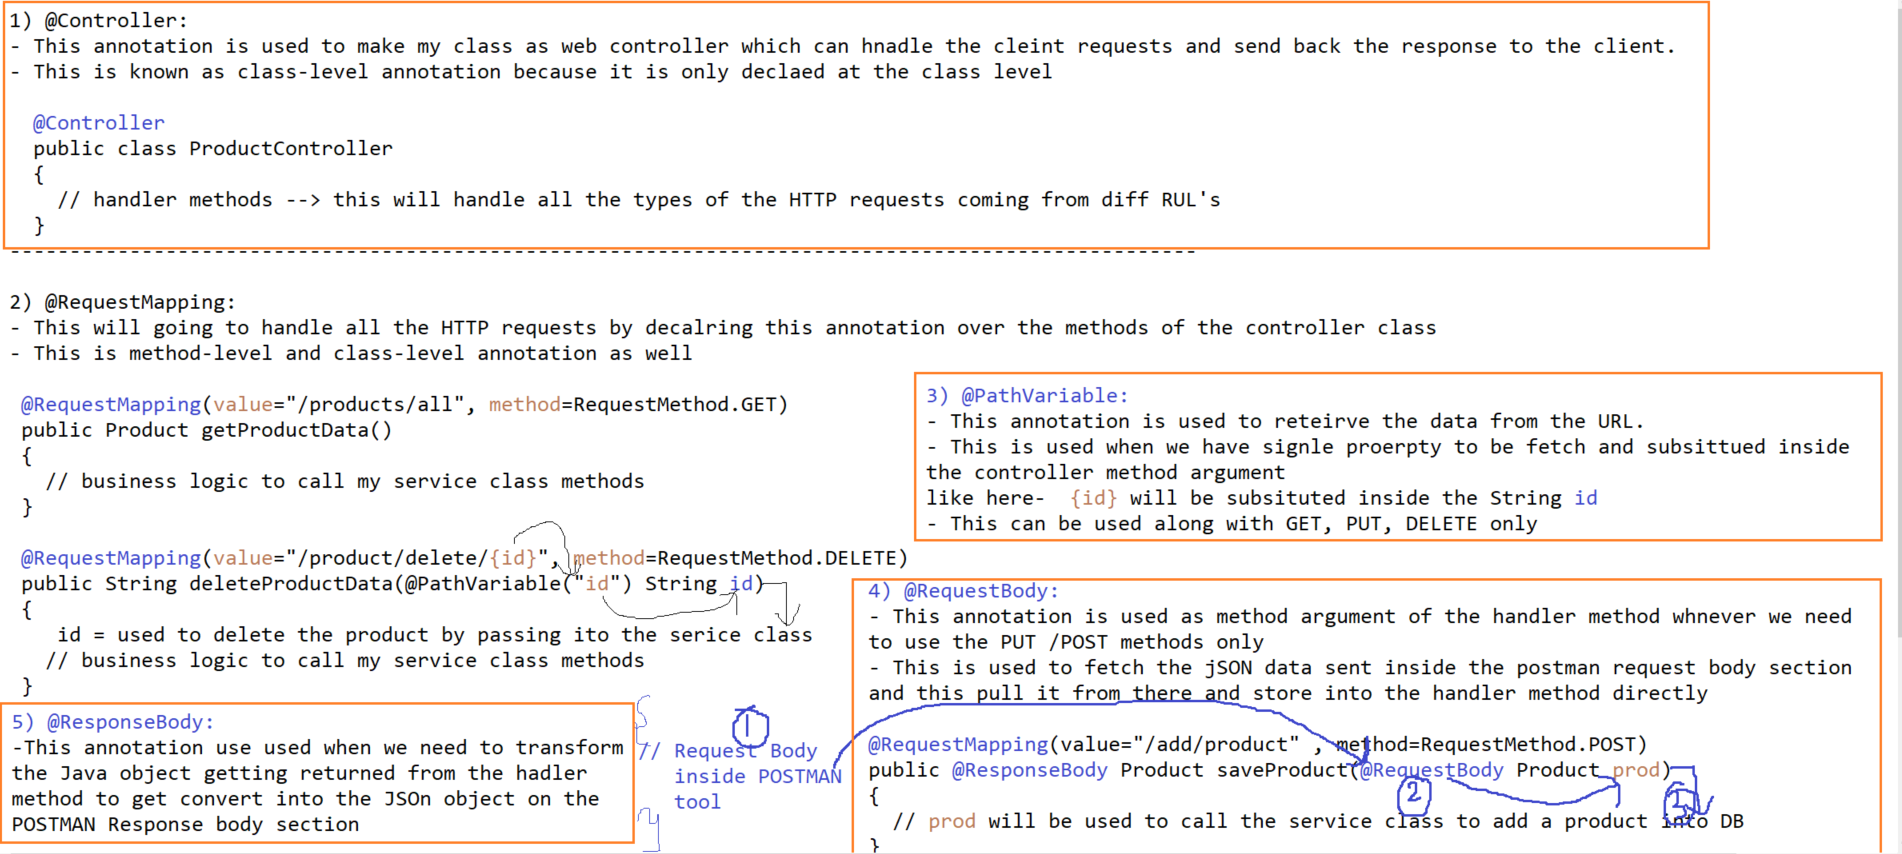 1) @Controller:
- This annotation is used to make my class as web controller which can hnadle the cleint requests and send back the response to the client.
- This is known as class-level annotation because it is only declaed at the class level
@Controller
public class ProductController
{
// handler methods --> this will handle all the types of the HTTP requests coming from diff RUL's
}
---------------------------------------------------------------------------------------------------
2) @RequestMapping:
- This will going to handle all the HTTP requests by decalring this annotation over the methods of the controller class
- This is method-level and class-level annotation as well
@RequestMapping(value="/products/all", method=RequestMethod.GET)
public Product getProductData()
{
// business logic to call my service class methods
}
@RequestMapping(value="/product/delete/{id}", method=RequestMethod.DELETE)
public String deleteProductData(@PathVariable("id") String id)
{
id = used to delete the product by passing ito the serice class
// business logic to call my service class methods
}
3) @PathVariable:
- This annotation is used to reteirve the data from the URL.
- This is used when we have signle proerpty to be fetch and subsittued inside
the controller method argument
like here-  {id} will be subsituted inside the String id
- This can be used along with GET, PUT, DELETE only
4) @RequestBody:
- This annotation is used as method argument of the handler method whnever we need
to use the PUT /POST methods only
- This is used to fetch the jSON data sent inside the postman request body section
and this pull it from there and store into the handler method directly
@RequestMapping(value="/add/product" , method=RequestMethod.POST)
public @ResponseBody Product saveProduct(@RequestBody Product prod)
{
// prod will be used to call the service class to add a product into DB
}
5) @ResponseBody:
-This annotation use used when we need to transform
the Java object getting returned from the hadler
method to get convert into the JSOn object on the
POSTMAN Response body section
{
1
// Request Body
inside POSTMAN
tool
}
2